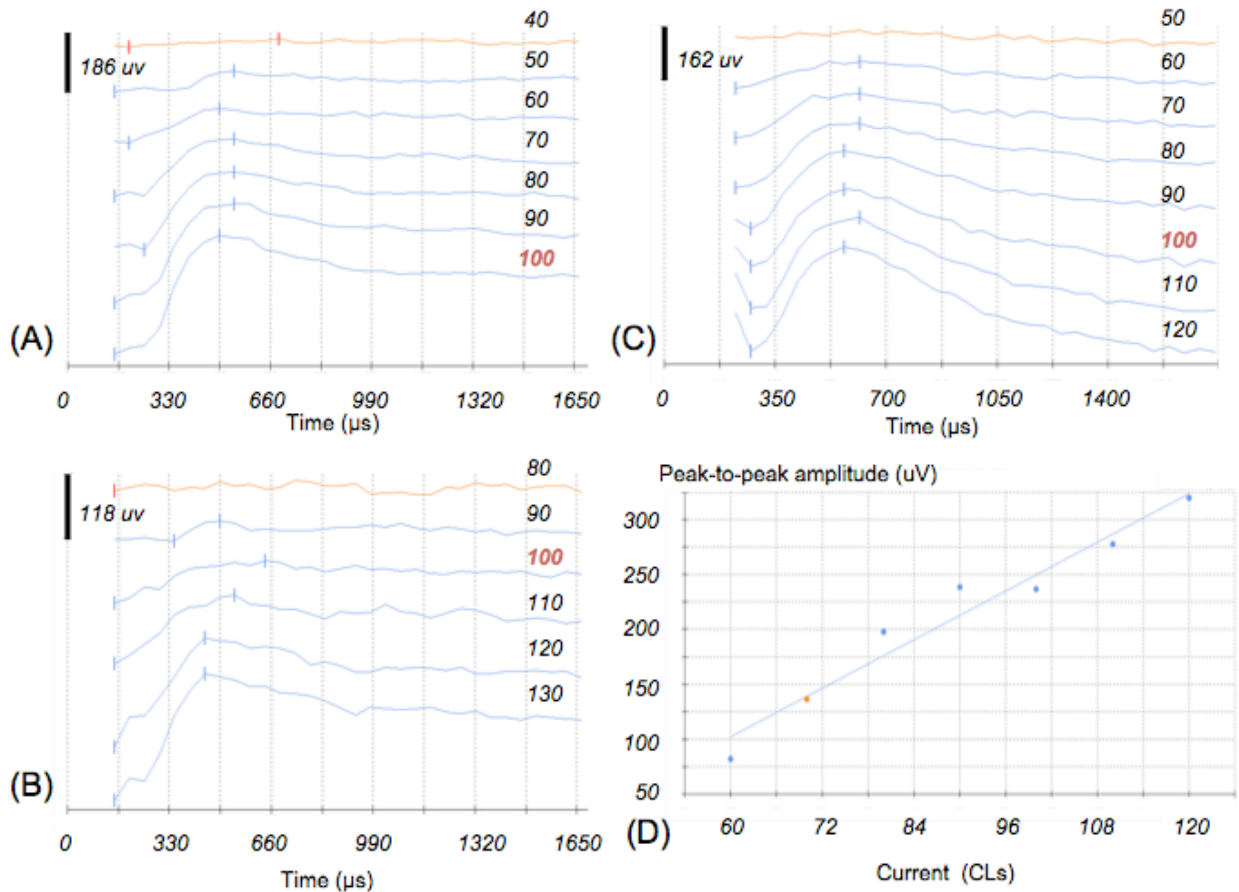 40
186 uv
50
60
70
80
90
100
(A)
0 330 660 990 1320 1650
Time (µs)
50
162 uv
60
70
80
90
100
110
120
(C)
0 350 700 1050 1400
Time (µs)
80
118 uv
90
100
110
120
130
(B)
0 330 660 990 1320 1650
Time (µs)
Peak-to-peak amplitude (uV)
300
250
200
150
100
50
(D)
60 72 84 96 108 120
Current (CLs)